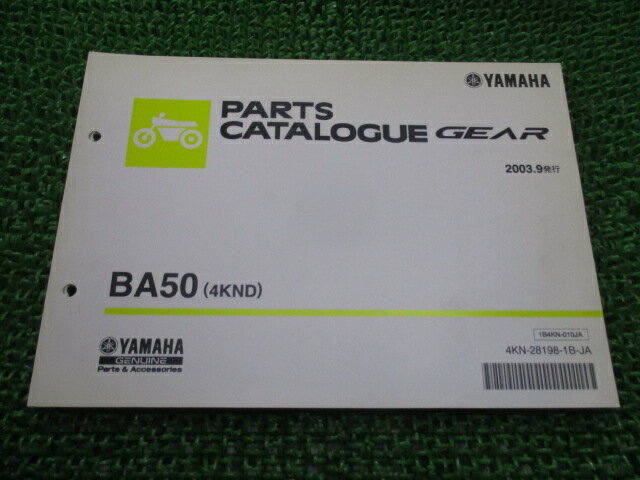 YAMAHA
PARTS
CATALOGUE GEAR
2003.9発行
BA50 (4KND)
1B4KN-010JA
4KN-28198-1B-JA
YAMAHA
GENUINE
Parts & Accessories